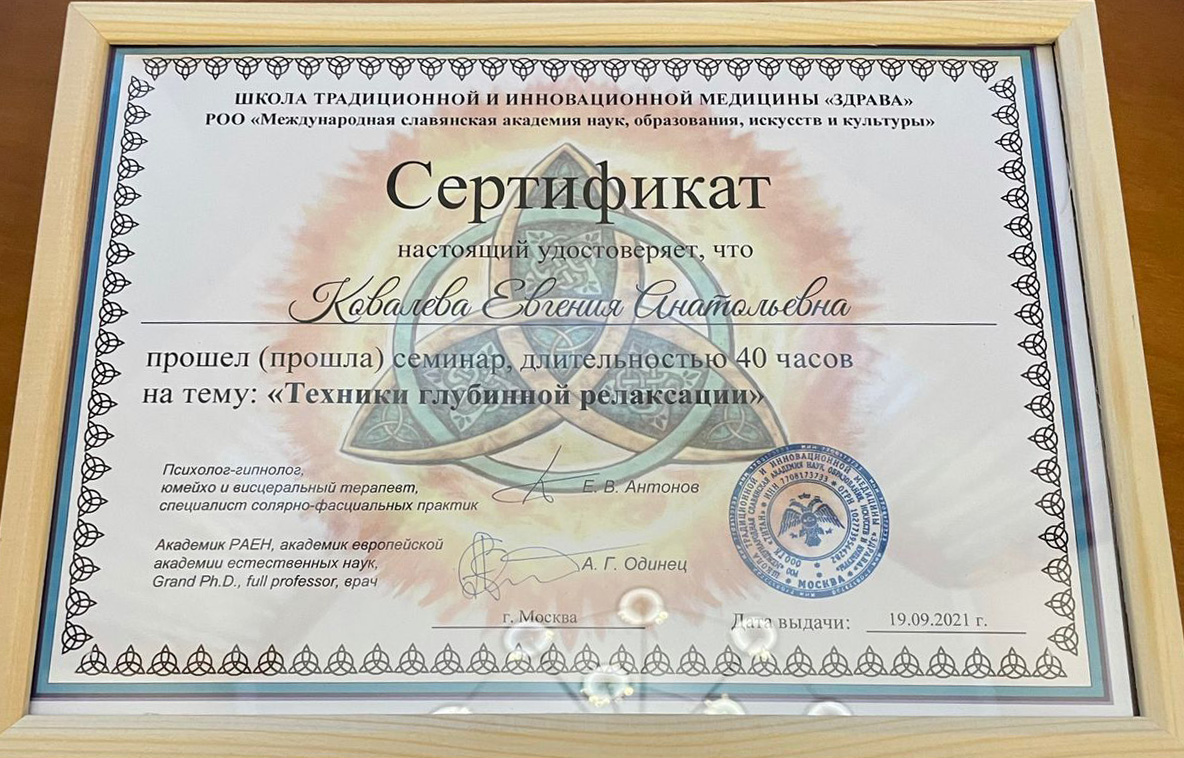 ШКОЛА ТРАДИЦИОННОЙ И ИННОВАЦИОННОЙ МЕДИЦИНЫ «ЗДРАВА»
РОО «Международная славянская академия наук, образования, искусств и культуры»
Сертификат
настоящий удостоверяет, что
Ковалева Евгения Анатольевна
прошел (прошла) семинар, длительностью 40 часов
на тему: «Техники глубинной релаксации»
Психолог-гипнолог,
юмейхо и висцеральный терапевт,
специалист солярно-фасциальных практик
Е. В. Антонов
Академик РАЕН, академик европейской
академии естественных наук,
Grand Ph.D., full professor, врач
А. Г. Одинец
МОСКВА
г. Москва
Дата выдачи: 19.09.2021 г.